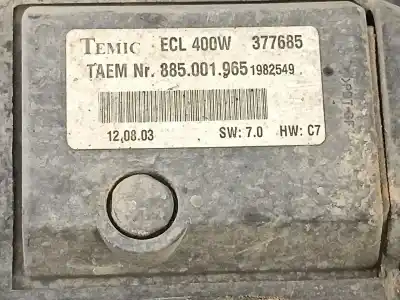 TEMIC ECL 400W 377685
TAEM Nr. 885.001.965 1982549
12,08.03 SW: 7.0 HW: C7